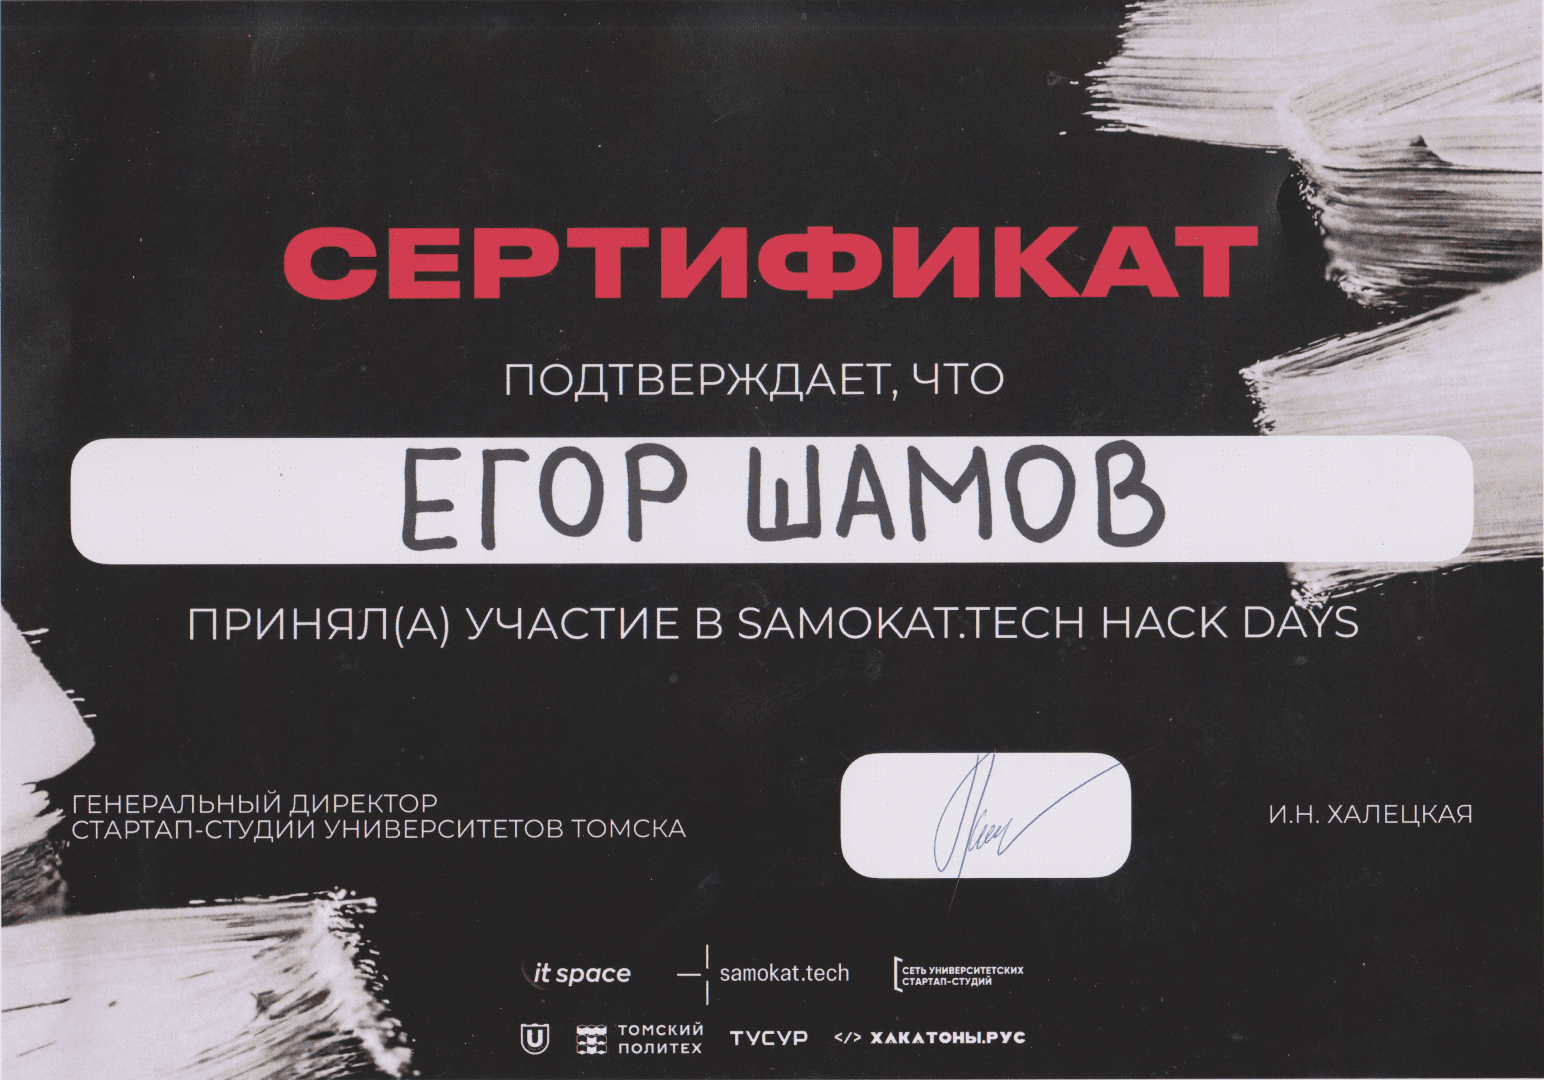 СЕРТИФИКАТ
ПОДТВЕРЖДАЕТ, ЧТО
ЕГОР ШАМОВ
ПРИНЯЛ(А) УЧАСТИЕ В SAMOKAT.TECH HACK DAYS
ГЕНЕРАЛЬНЫЙ ДИРЕКТОР
СТАРТАП-СТУДИИ УНИВЕРСИТЕТОВ ТОМСКА
И.Н. ХАЛЕЦКАЯ
it space
samokat.tech
СЕТЬ УНИВЕРСИТЕТСКИХ
СТАРТАП-СТУДИЙ
U
ТОМСКИЙ
ПОЛИТЕХ
ТУСУР
</> ХАКАТОНЫ.РУС